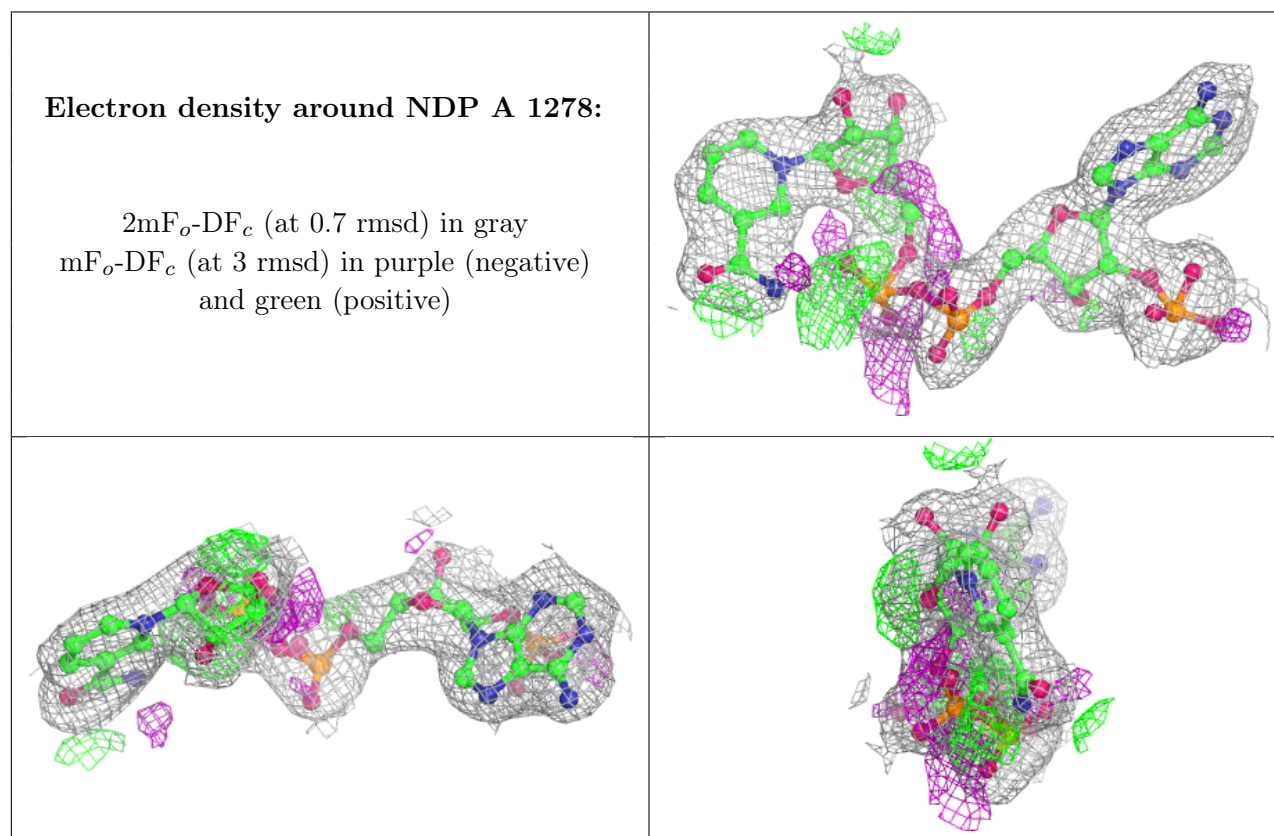 Electron density around NDP A 1278:
2mFo-DFc (at 0.7 rmsd) in gray
mFo-DFc (at 3 rmsd) in purple (negative)
and green (positive)